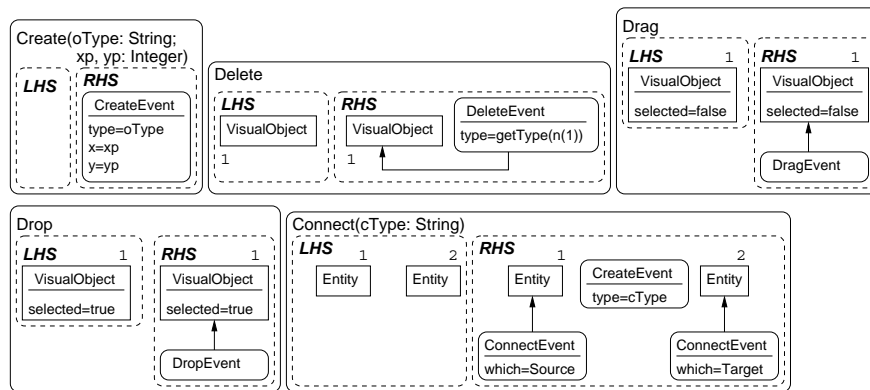 Create(oType: String;
xp, yp: Integer)
LHS
RHS
CreateEvent
type=oType
x=xp
y=yp
Delete
LHS
VisualObject
1
RHS
VisualObject
1
DeleteEvent
type=getType(n(1))
Drag
LHS 1
VisualObject
selected=false
RHS 1
VisualObject
selected=false
DragEvent
Drop
LHS 1
VisualObject
selected=true
RHS 1
VisualObject
selected=true
DropEvent
Connect(cType: String)
LHS 1 2
Entity Entity
RHS 1 2
Entity
CreateEvent
type=cType
Entity
ConnectEvent
which=Source
ConnectEvent
which=Target